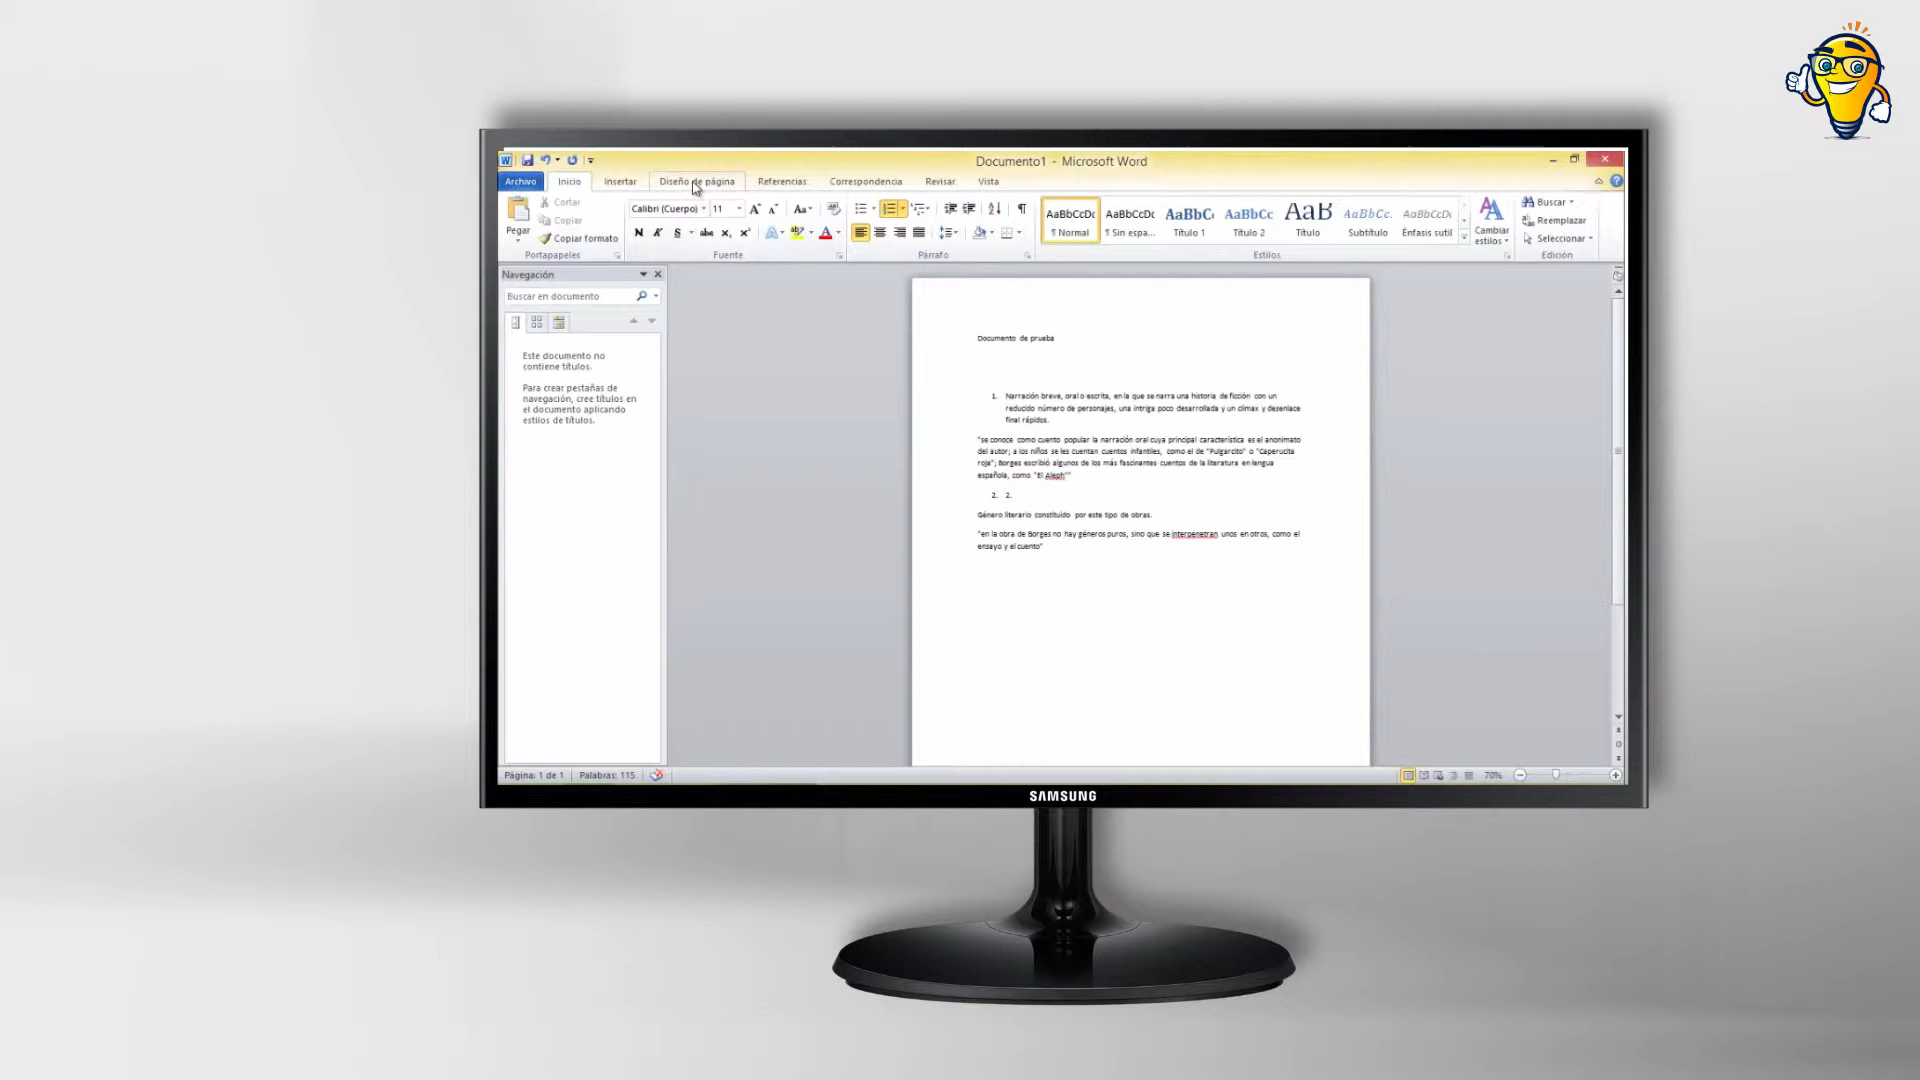 Documento1 - Microsoft Word
Archivo Inicio Insertar Diseño de página Referencias Correspondencia Revisar Vista
Pegar
Cortar
Copiar
Copiar formato
Portapapeles
Calibri (Cuerpo) 11
Fuente
Párrafo
AaBbCcDc AaBbCcDc AaBbCc AaBbCc AaB AaBbCc. AaBbCcDc
¶ Normal ¶ Sin espa... Título 1 Título 2 Título Subtítulo Énfasis sutil
Cambiar
estilos
Estilos
Buscar
Reemplazar
Seleccionar
Edición
Navegación
Buscar en documento
Este documento no
contiene títulos.
Para crear pestañas de
navegación, cree títulos en
el documento aplicando
estilos de títulos.
Documento de prueba
1. Narración breve, oral o escrita, en la que se narra una historia de ficción con un
reducido número de personajes, una intriga poco desarrollada y un clímax y desenlace
final rápidos.
"se conoce como cuento popular la narración oral cuya principal característica es el anonimato
del autor; a los niños se les cuentan cuentos infantiles, como el de "Pulgarcito" o "Caperucita
roja"; Borges escribió algunos de los más fascinantes cuentos de la literatura en lengua
española, como "El Aleph""
2. 2.
Género literario constituido por este tipo de obras.
"en la obra de Borges no hay géneros puros, sino que se interpenetran unos en otros, como el
ensayo y el cuento"
Página: 1 de 1 Palabras: 115 70%
SAMSUNG